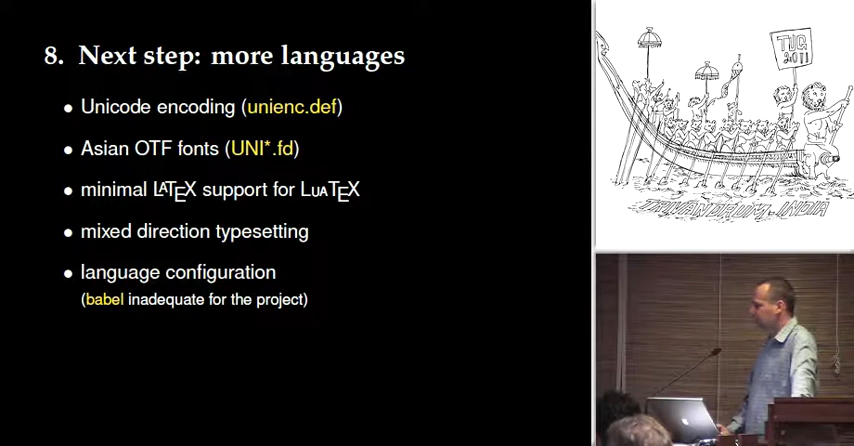 8. Next step: more languages
• Unicode encoding (unienc.def)
• Asian OTF fonts (UNI*.fd)
• minimal LATEX support for LUATEX
• mixed direction typesetting
• language configuration
(babel inadequate for the project)
TUG
2011
TRIVANDRUM, INDIA